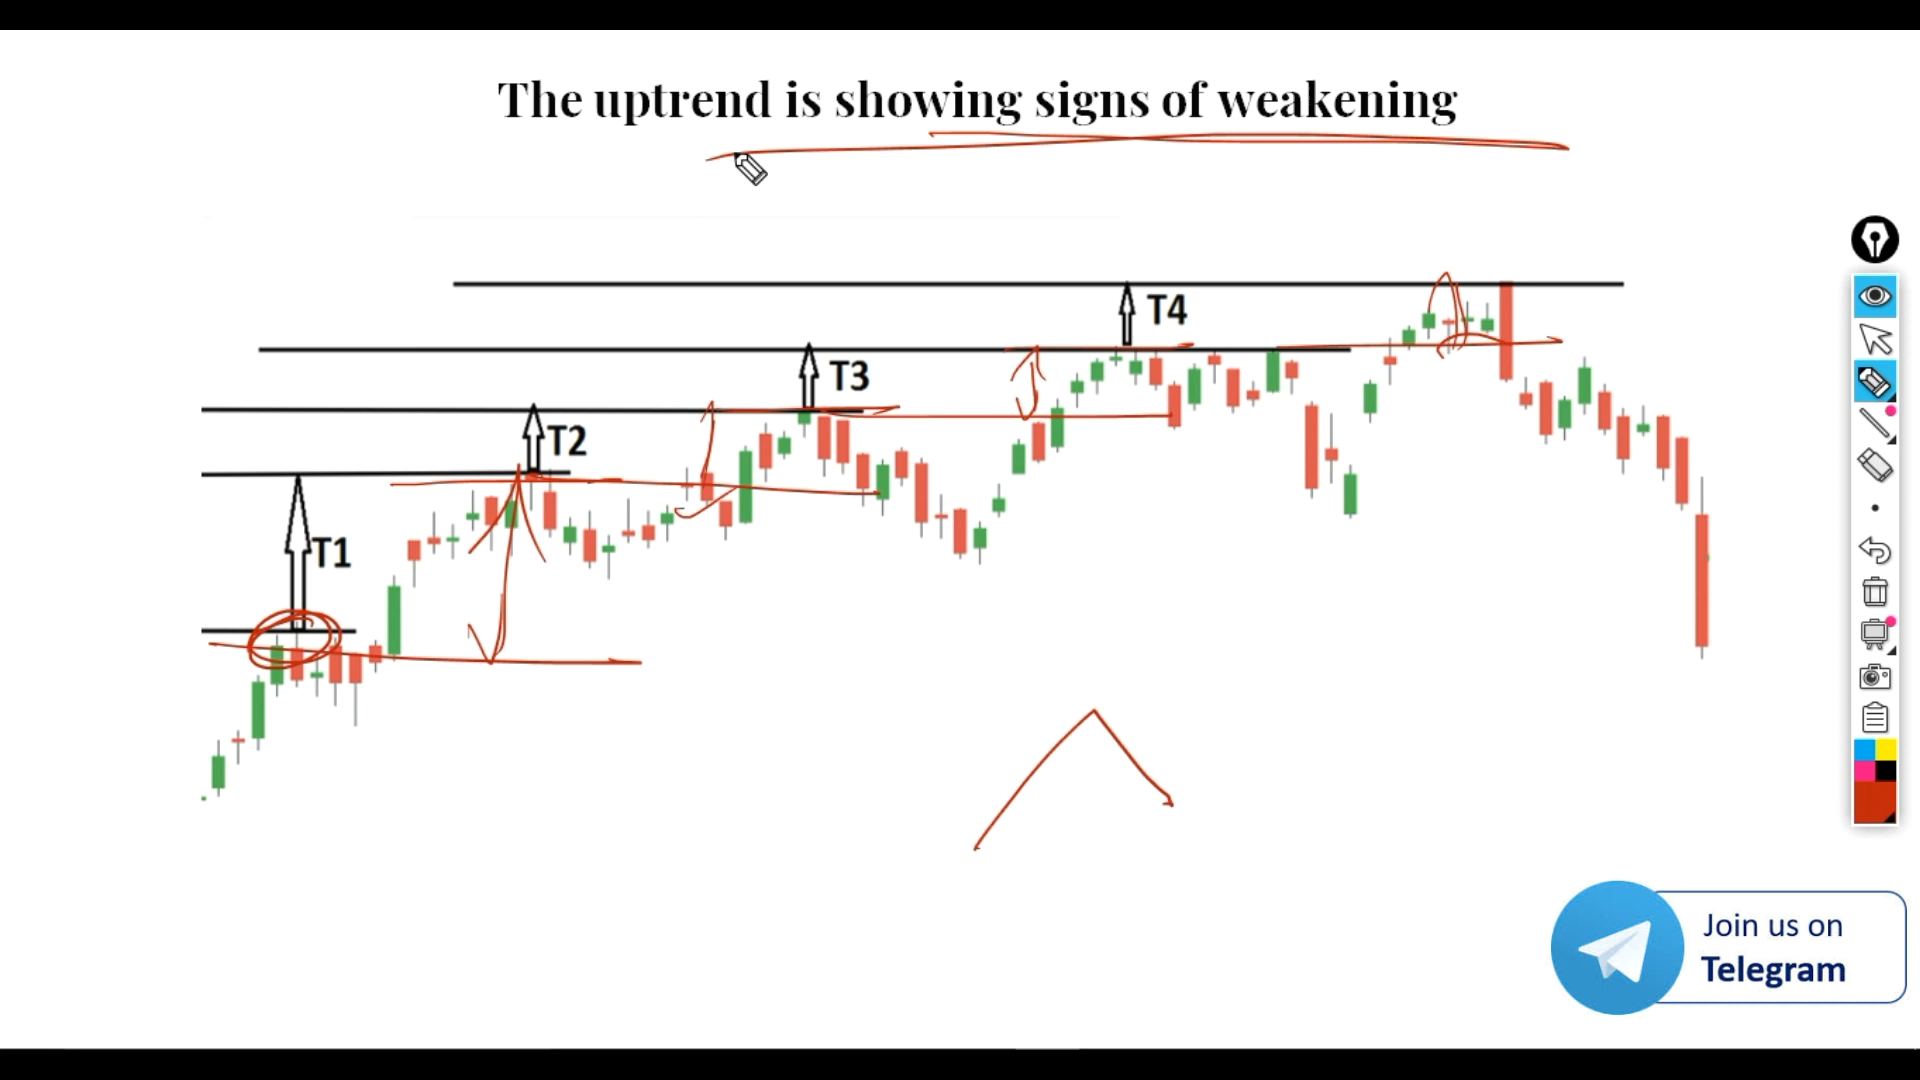 The uptrend is showing signs of weakening
T4
T3
T2
T1
Join us on
Telegram